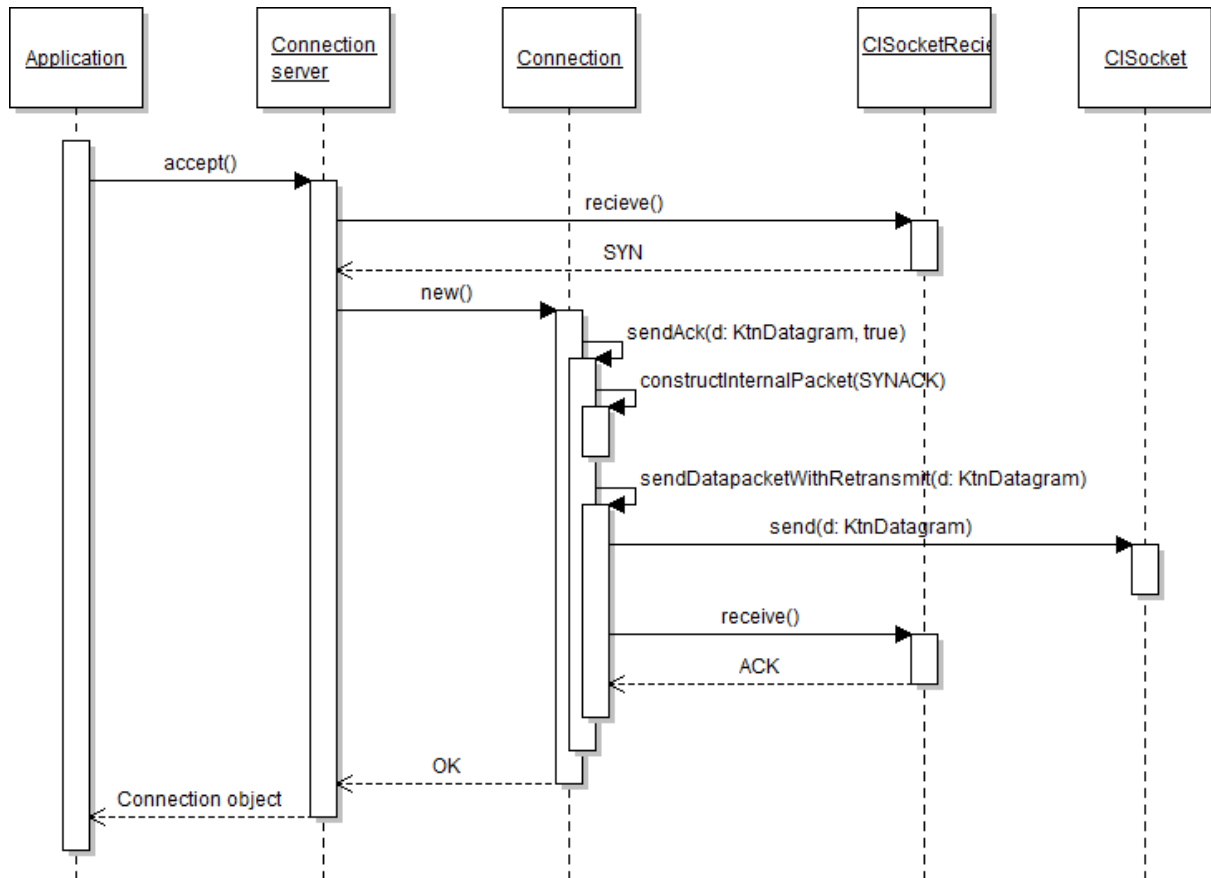 Application
Connection
server
Connection
ClSocketRecie
ClSocket
accept()
recieve()
SYN
new()
sendAck(d: KtnDatagram, true)
constructInternalPacket(SYNACK)
sendDatapacketWithRetransmit(d: KtnDatagram)
send(d: KtnDatagram)
receive()
ACK
OK
Connection object